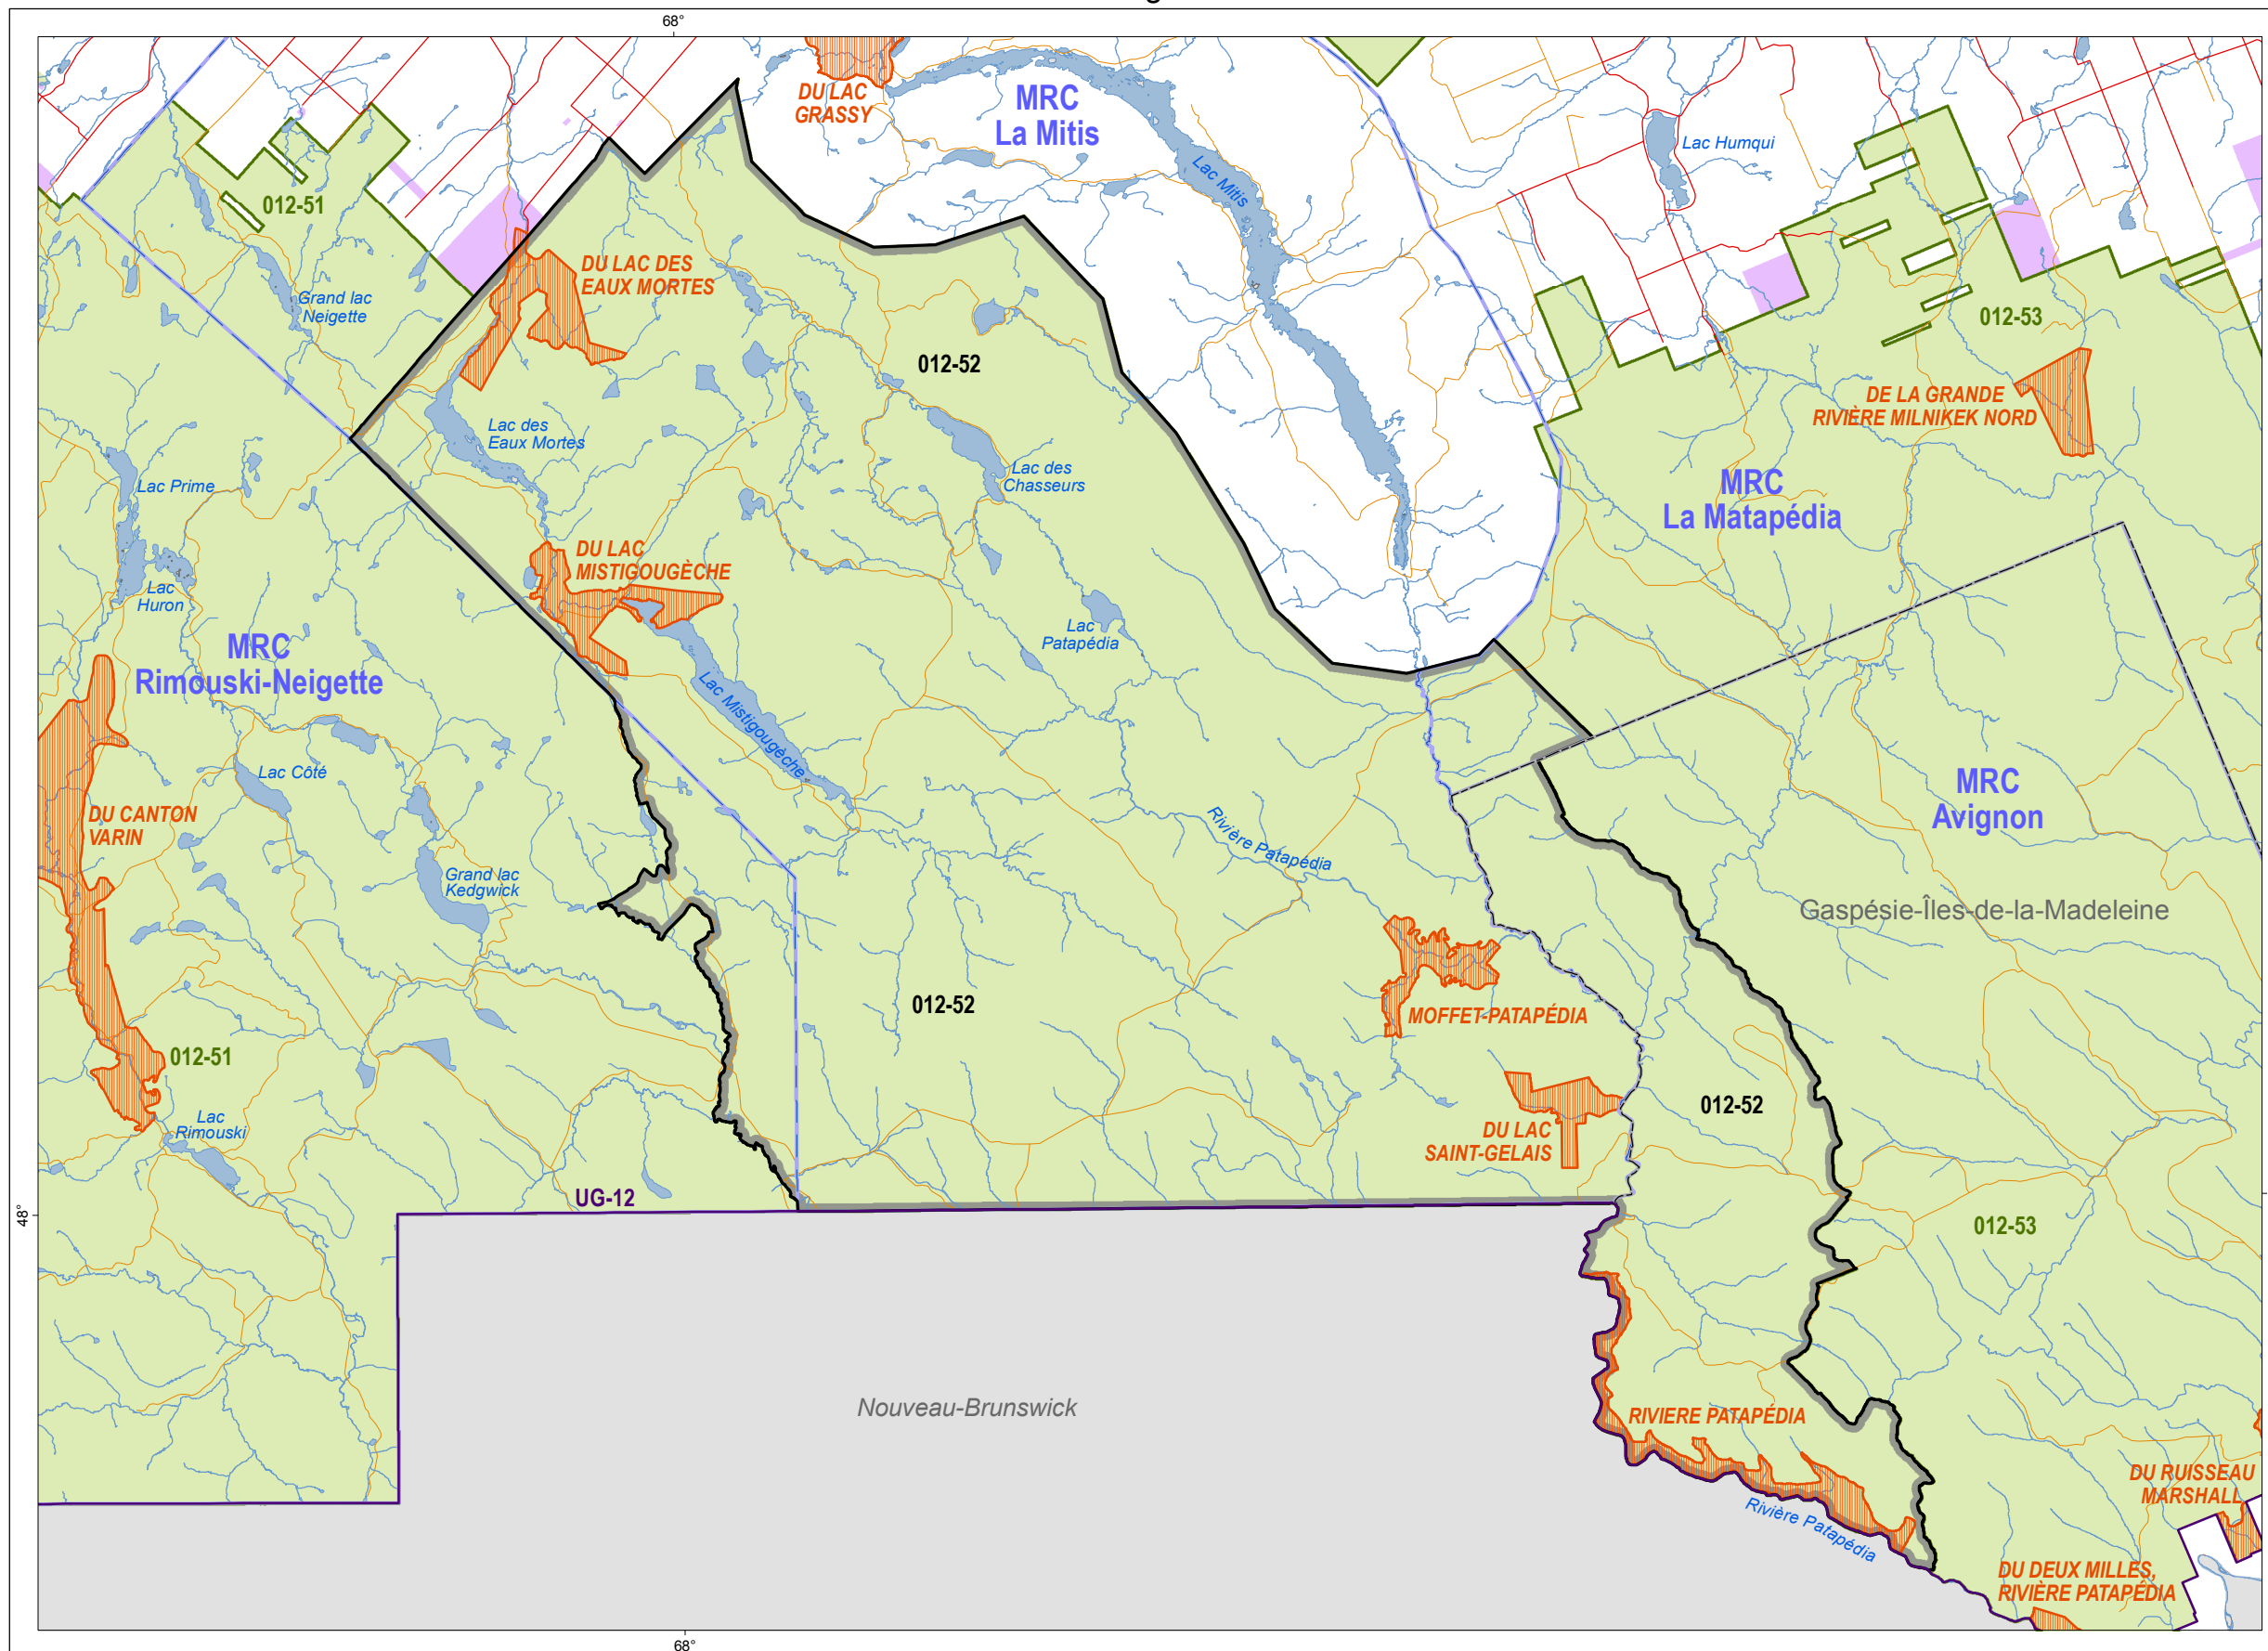 68°
DU LAC
GRASSY
MRC
La Mitis
Lac Mitis
Lac Humqui
012-51
DU LAC DES
EAUX MORTES
Grand lac
Neigette
012-52
012-53
DE LA GRANDE
RIVIÈRE MILNIKEK NORD
Lac des
Eaux Mortes
Lac des
Chasseurs
Lac Prime
MRC
La Matapédia
DU LAC
MISTIGOUGÈCHE
Lac
Huron
Lac
Patapédia
MRC
Rimouski-Neigette
Lac Mistigougèche
Lac Côté
MRC
Avignon
DU CANTON
VARIN
Rivière Patapédia
Grand lac
Kedgwick
Gaspésie-Îles-de-la-Madeleine
012-52
MOFFET-PATAPÉDIA
012-51
012-52
Lac
Rimouski
DU LAC
SAINT-GELAIS
UG-12
48°
012-53
Nouveau-Brunswick
RIVIERE PATAPÉDIA
DU RUISSEAU
MARSHALL
Rivière Patapédia
DU DEUX MILLES,
RIVIÈRE PATAPÉDIA
68°